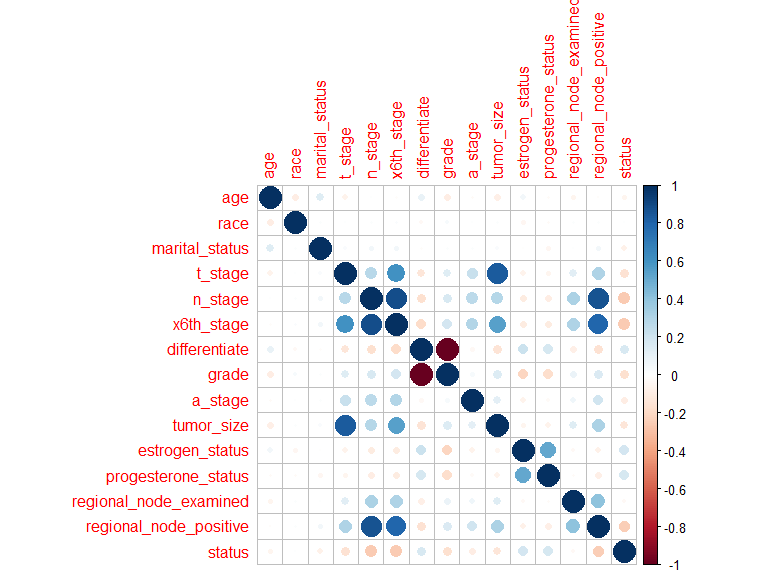 age
race
marital_status
t_stage
n_stage
x6th_stage
differentiate
grade
a_stage
tumor_size
estrogen_status
progesterone_status
regional_node_examined
regional_node_positive
status
age
race
marital_status
t_stage
n_stage
x6th_stage
differentiate
grade
a_stage
tumor_size
estrogen_status
progesterone_status
regional_node_examined
regional_node_positive
status
1
0.8
0.6
0.4
0.2
0
-0.2
-0.4
-0.6
-0.8
-1